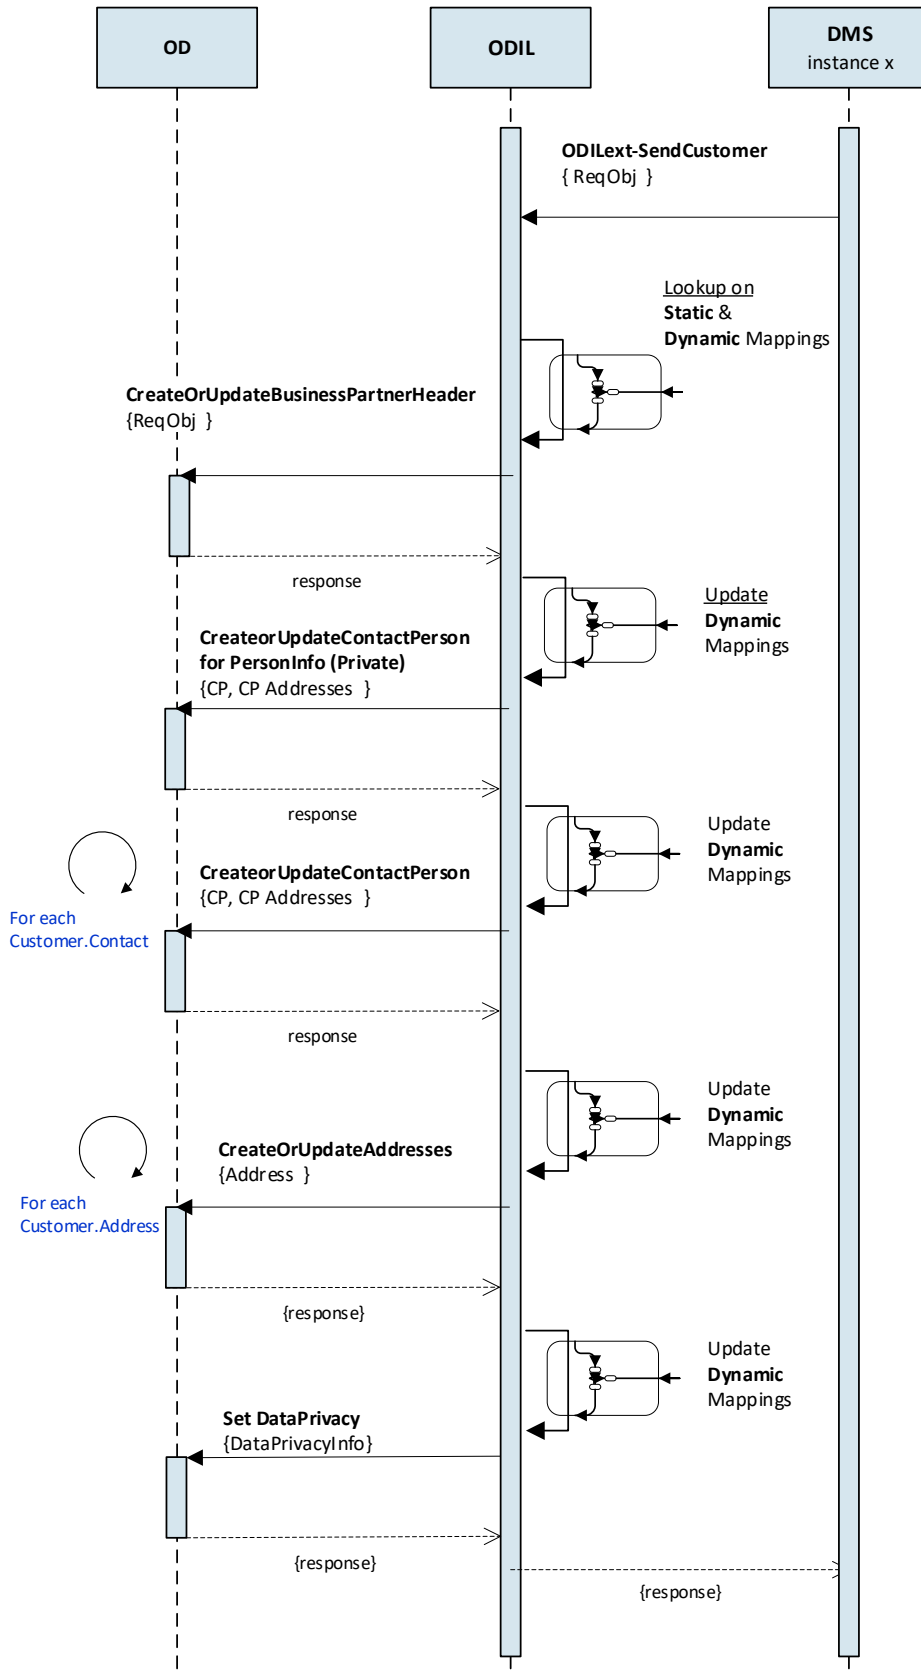 OD
ODIL
DMS
instance x
ODILext-SendCustomer
{ ReqObj }
Lookup on
Static &
Dynamic Mappings
CreateOrUpdateBusinessPartnerHeader
{ReqObj }
response
Update
Dynamic
Mappings
CreateorUpdateContactPerson
for PersonInfo (Private)
{CP, CP Addresses }
response
Update
Dynamic
Mappings
CreateorUpdateContactPerson
{CP, CP Addresses }
For each
Customer.Contact
response
Update
Dynamic
Mappings
CreateOrUpdateAddresses
{Address }
For each
Customer.Address
{response}
Update
Dynamic
Mappings
Set DataPrivacy
{DataPrivacyInfo}
{response}
{response}